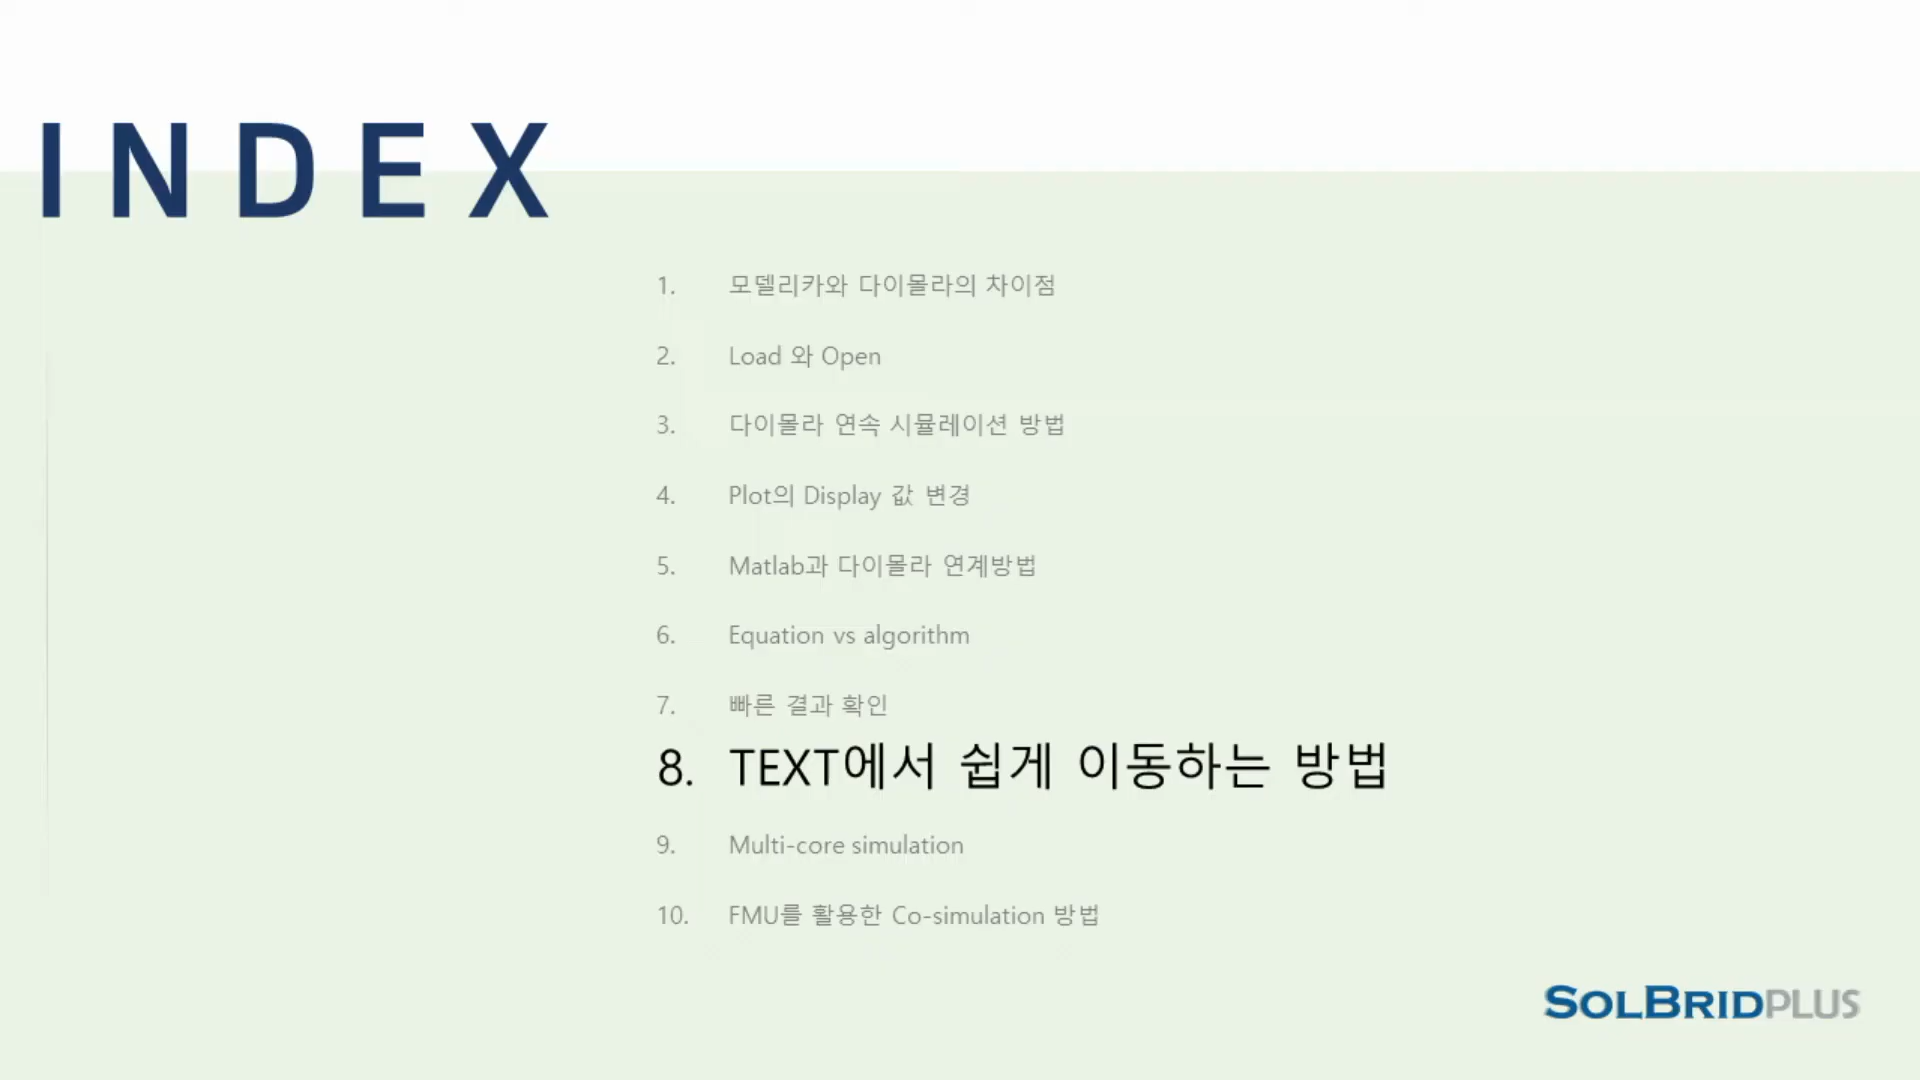 INDEX
1. 모델리카와 다이몰라의 차이점
2. Load 와 Open
3. 다이몰라 연속 시뮬레이션 방법
4. Plot의 Display 값 변경
5. Matlab과 다이몰라 연계방법
6. Equation vs algorithm
7. 빠른 결과 확인
8. TEXT에서 쉽게 이동하는 방법
9. Multi-core simulation
10. FMU를 활용한 Co-simulation 방법
SOLBRIDPLUS